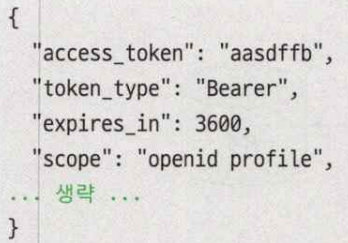 {
"access_token": "aasdffb",
"token_type": "Bearer",
"expires_in": 3600,
"scope": "openid profile",
... 생략 ...
}